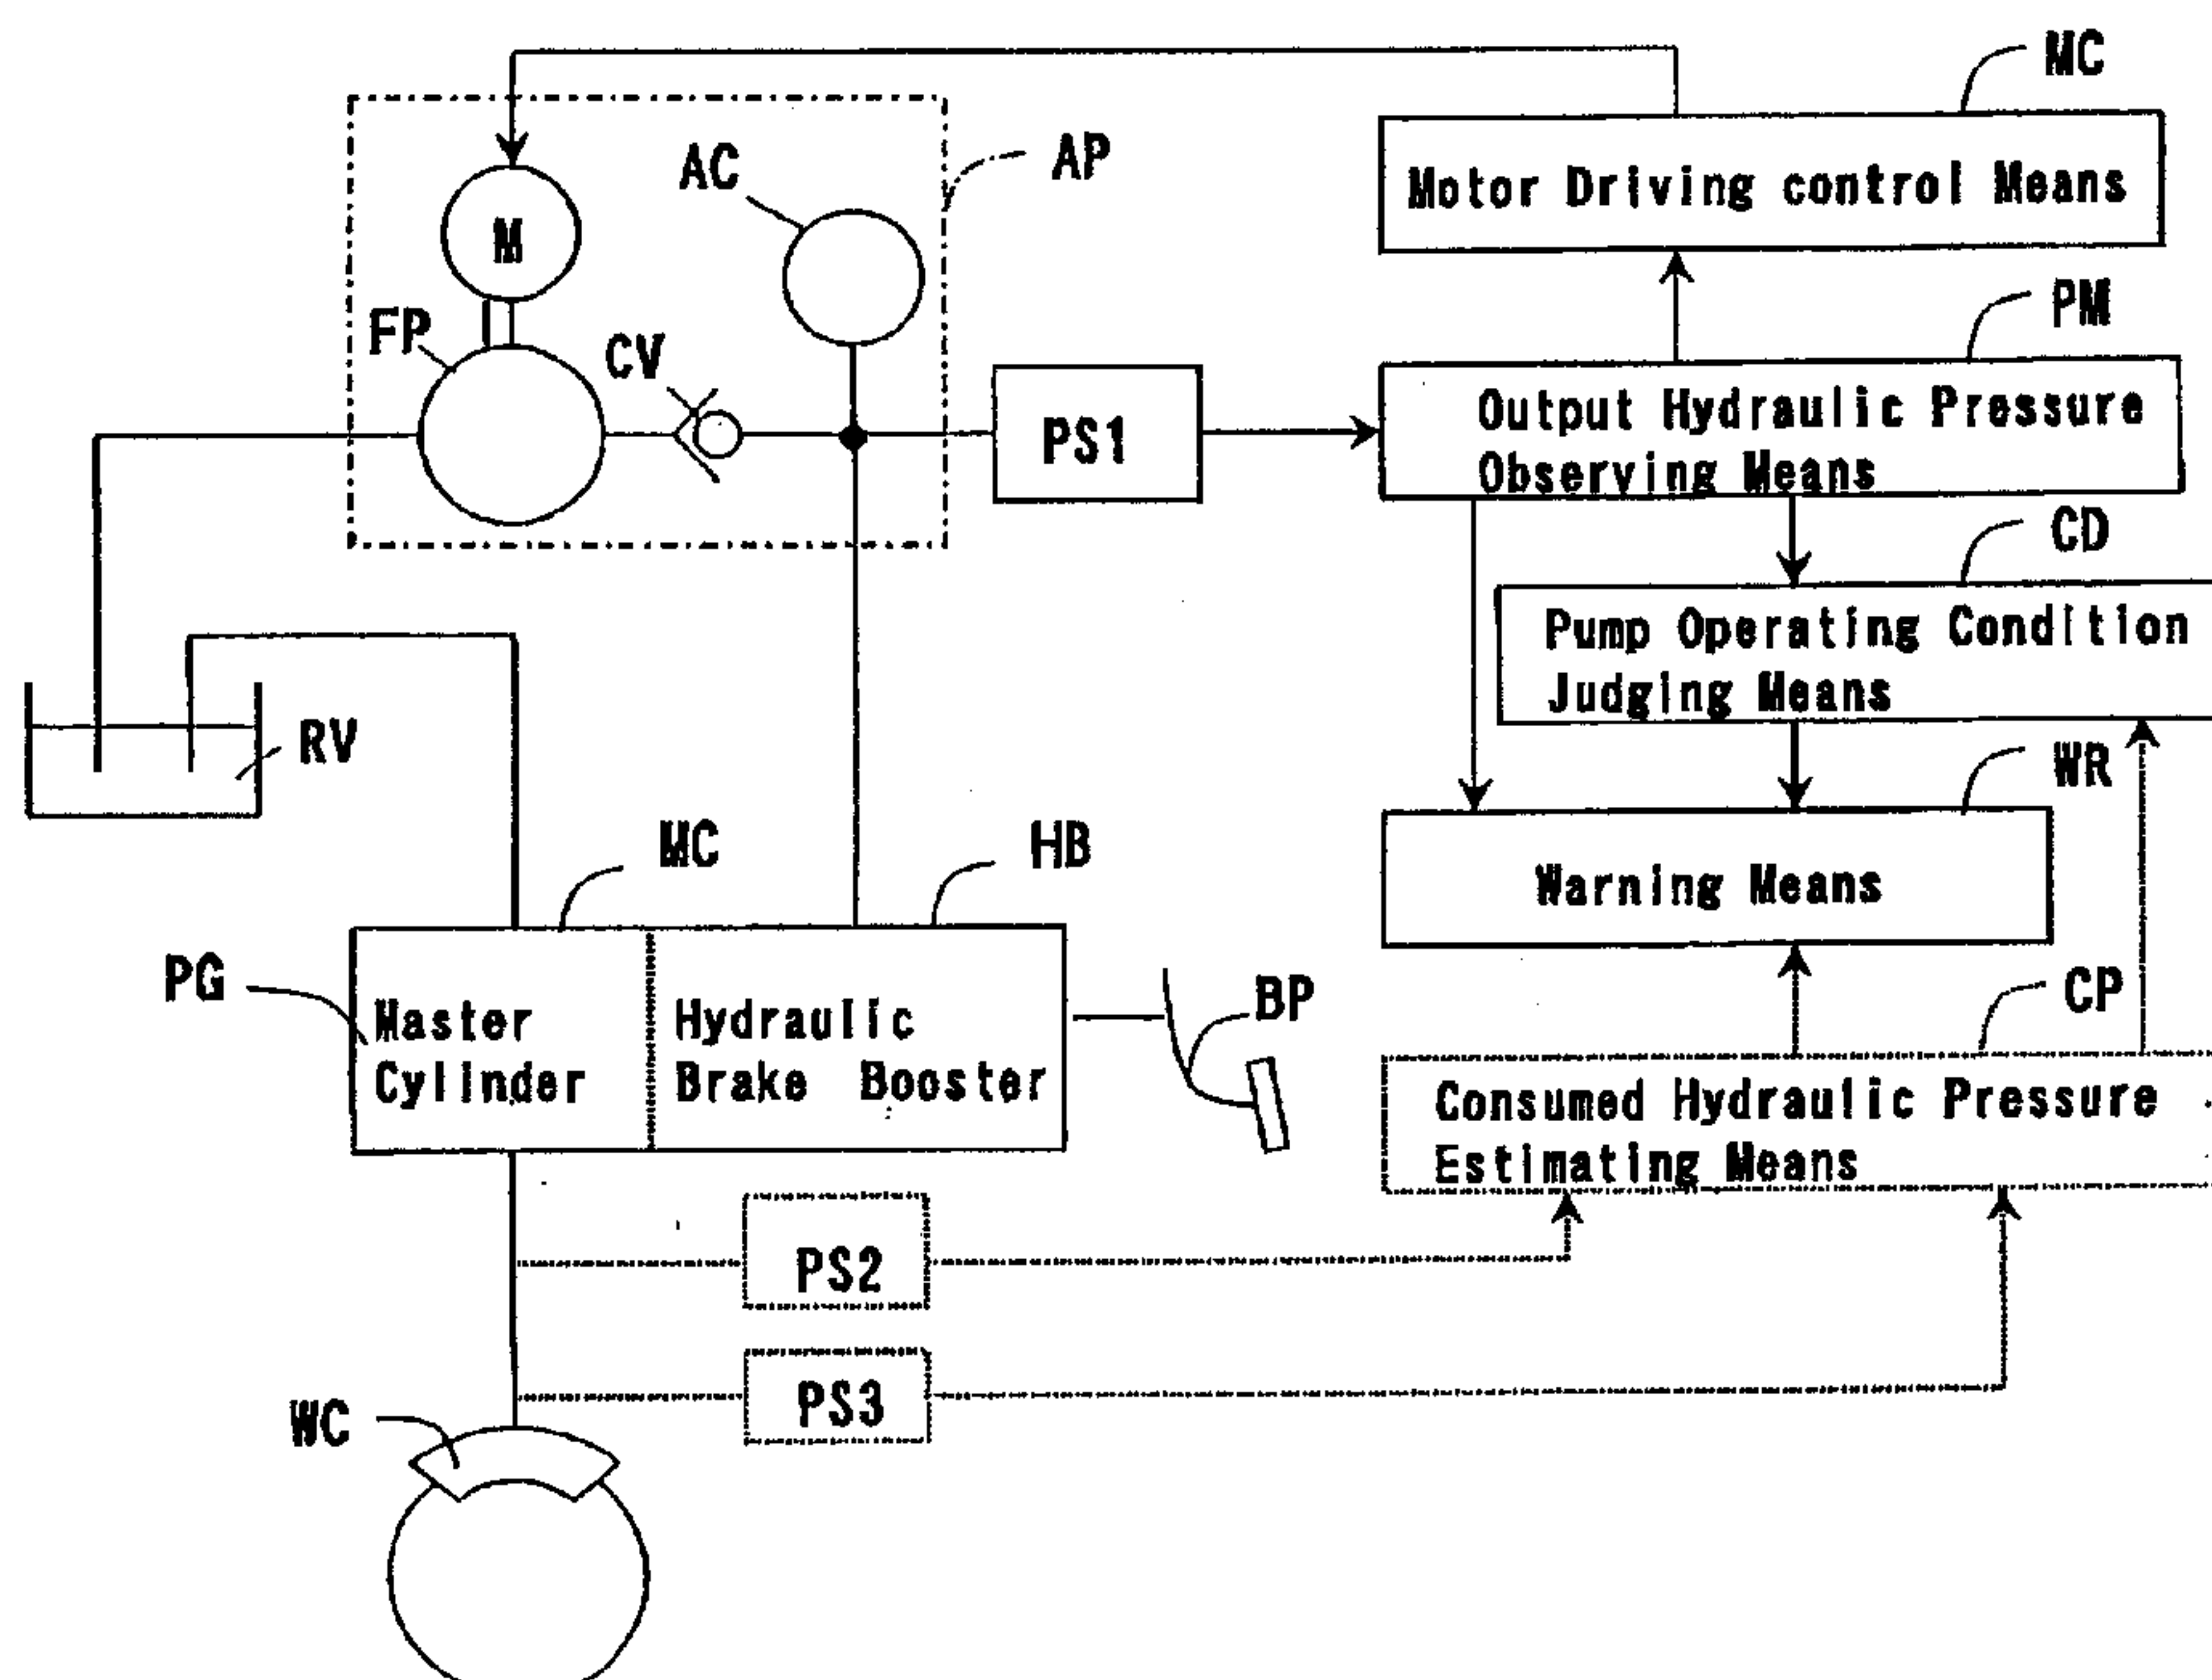 MC
Motor Driving control Means
AC
AP
M
FP
CV
PS1
PM
Output Hydraulic Pressure
Observing Means
CD
Pump Operating Condition
Judging Means
RV
WR
Warning Means
MC
HB
PG
Master
Cylinder
Hydraulic
Brake Booster
BP
CP
Consumed Hydraulic Pressure
Estimating Means
PS2
PS3
WC